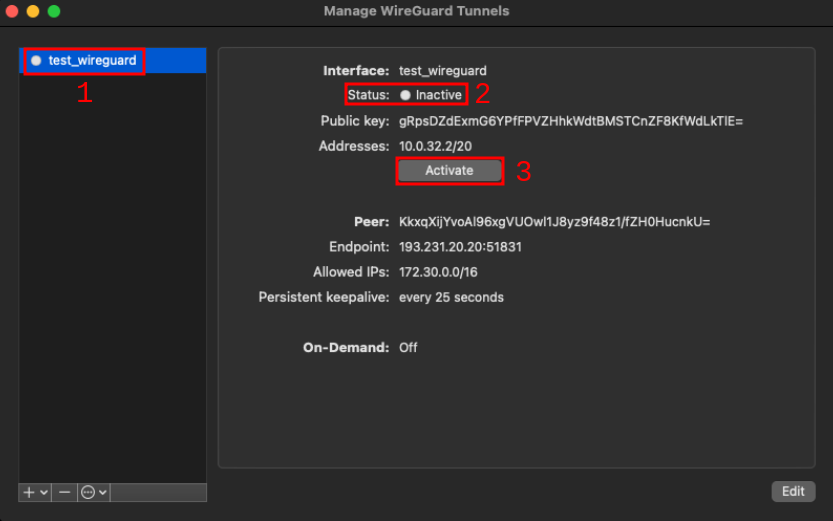 Manage WireGuard Tunnels
test_wireguard
1
Interface: test_wireguard
Status: Inactive 2
Public key: gRpsDZdExmG6YPfFPVZHhkWdtBMSTCnZF8KfWdLkTlE=
Addresses: 10.0.32.2/20
Activate 3
Peer: KkxqXijYvoAl96xgVUOwl1J8yz9f48z1/fZH0HucnkU=
Endpoint: 193.231.20.20:51831
Allowed IPs: 172.30.0.0/16
Persistent keepalive: every 25 seconds
On-Demand: Off
Edit